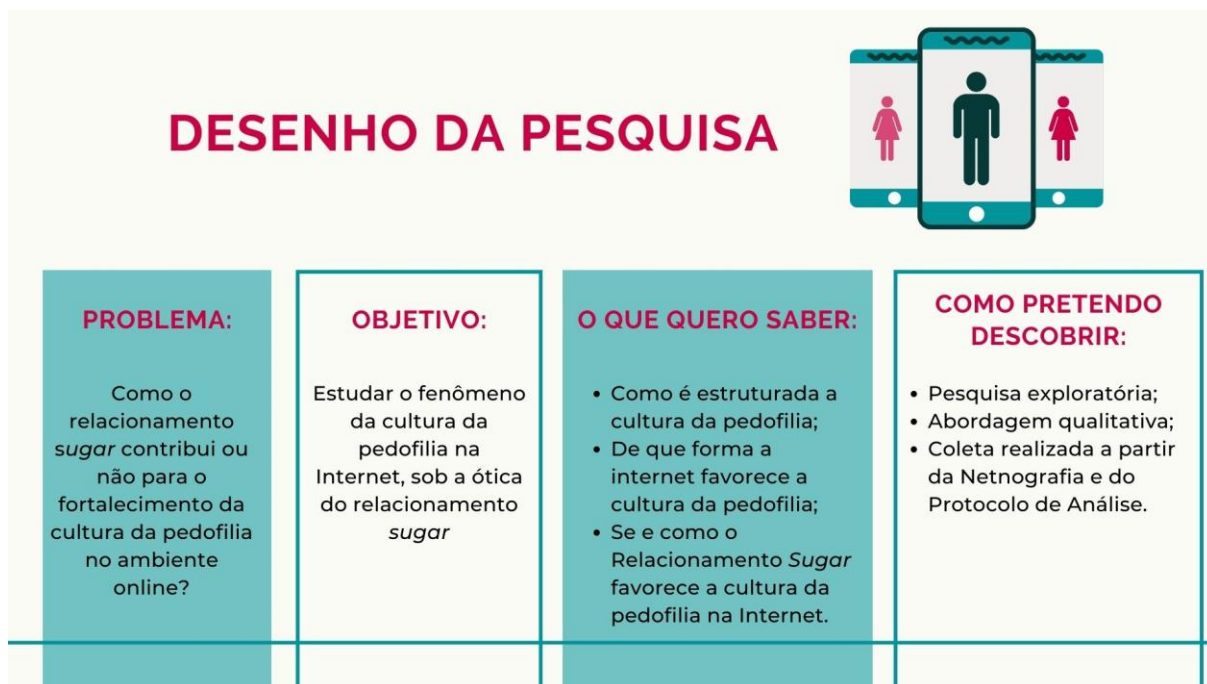 DESENHO DA PESQUISA
PROBLEMA:
Como o
relacionamento
sugar contribui ou
não para o
fortalecimento da
cultura da pedofilia
no ambiente
online?
OBJETIVO:
Estudar o fenômeno
da cultura da
pedofilia na
Internet, sob a ótica
do relacionamento
sugar
O QUE QUERO SABER:
• Como é estruturada a
cultura da pedofilia;
• De que forma a
internet favorece a
cultura da pedofilia;
• Se e como o
Relacionamento Sugar
favorece a cultura da
pedofilia na Internet.
COMO PRETENDO
DESCOBRIR:
• Pesquisa exploratória;
• Abordagem qualitativa;
• Coleta realizada a partir
da Netnografia e do
Protocolo de Análise.